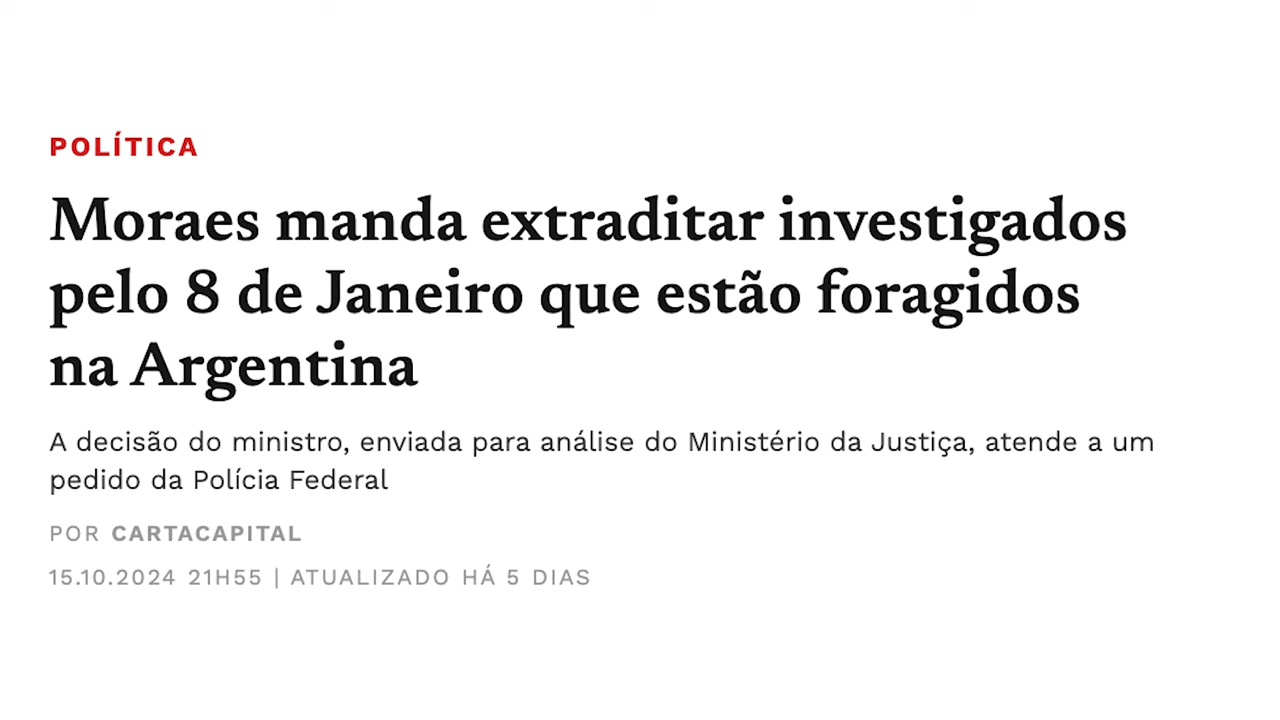 POLÍTICA
Moraes manda extraditar investigados
pelo 8 de Janeiro que estão foragidos
na Argentina
A decisão do ministro, enviada para análise do Ministério da Justiça, atende a um
pedido da Polícia Federal
POR CARTACAPITAL
15.10.2024 21H55 | ATUALIZADO HÁ 5 DIAS